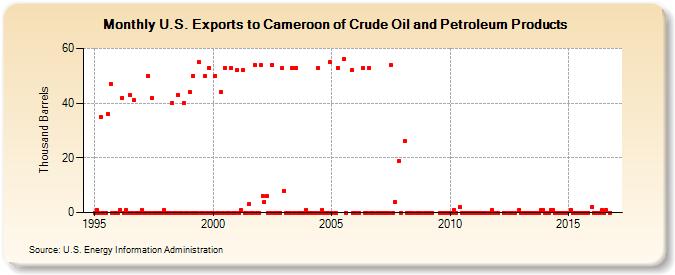 Monthly U.S. Exports to Cameroon of Crude Oil and Petroleum Products
Thousand Barrels
60
40
20
0
1995 2000 2005 2010 2015
Source: U.S. Energy Information Administration